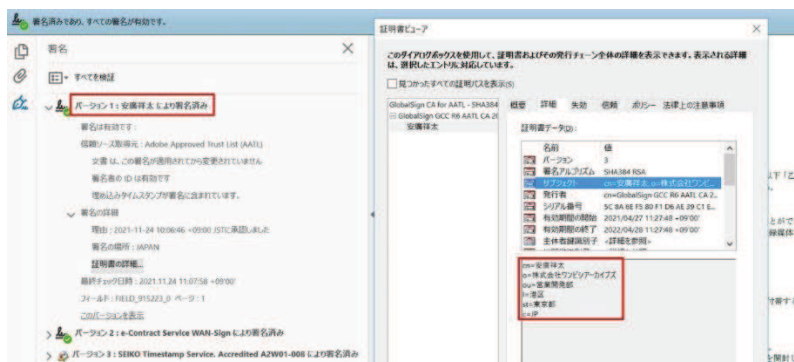 署名済みであり、すべての署名が有効です。
署名
すべてを検証
バージョン 1 : 安廣祥太 により署名済み
署名は有効です :
信頼ソース取得元 : Adobe Approved Trust List (AATL)
文書 は、この署名が適用されてから変更されていません
署名者の ID は有効です
埋め込みタイムスタンプが署名に含まれています。
署名の詳細
理由 : 2021-11-24 10:06:46 +09:00 JSTに承認しました
署名の場所 : JAPAN
証明書の詳細...
最終チェック日時 : 2021.11.24 11:07:58 +09'00'
フィールド : FIELD_915223_0 ページ : 1
このバージョンを表示
バージョン 2 : e-Contract Service WAN-Sign により署名済み
バージョン 3 : SEIKO Timestamp Service. Accredited A2W01-008 により署名済み
証明書ビューア
このダイアログボックスを使用して、証明書およびその発行チェーン全体の詳細を表示できます。表示される詳細
は、選択したエントリに対応しています。
見つかったすべての証明パスを表示(S)
GlobalSign CA for AATL - SHA384
GlobalSign GCC R6 AATL CA 20
安廣祥太
概要 詳細 失効 信頼 ポリシー 法律上の注意事項
証明書データ(D) :
名前 値
バージョン 3
署名アルゴリズム SHA384 RSA
サブジェクト cn=安廣祥太, o=株式会社ワンビ...
発行者 cn=GlobalSign GCC R6 AATL CA 2...
シリアル番号 5C 8A 6E F5 80 F1 D6 AE 29 C1 E...
有効期間の開始 2021/04/27 11:27:48 +09'00'
有効期間の終了 2022/04/28 11:27:48 +09'00'
主体者鍵識別子 <詳細を参照>
cn=安廣祥太
o=株式会社ワンビシアーカイブズ
ou=営業開発部
l=港区
st=東京都
c=JP
以下「乙
とがで
録媒体
付書す
を開封し